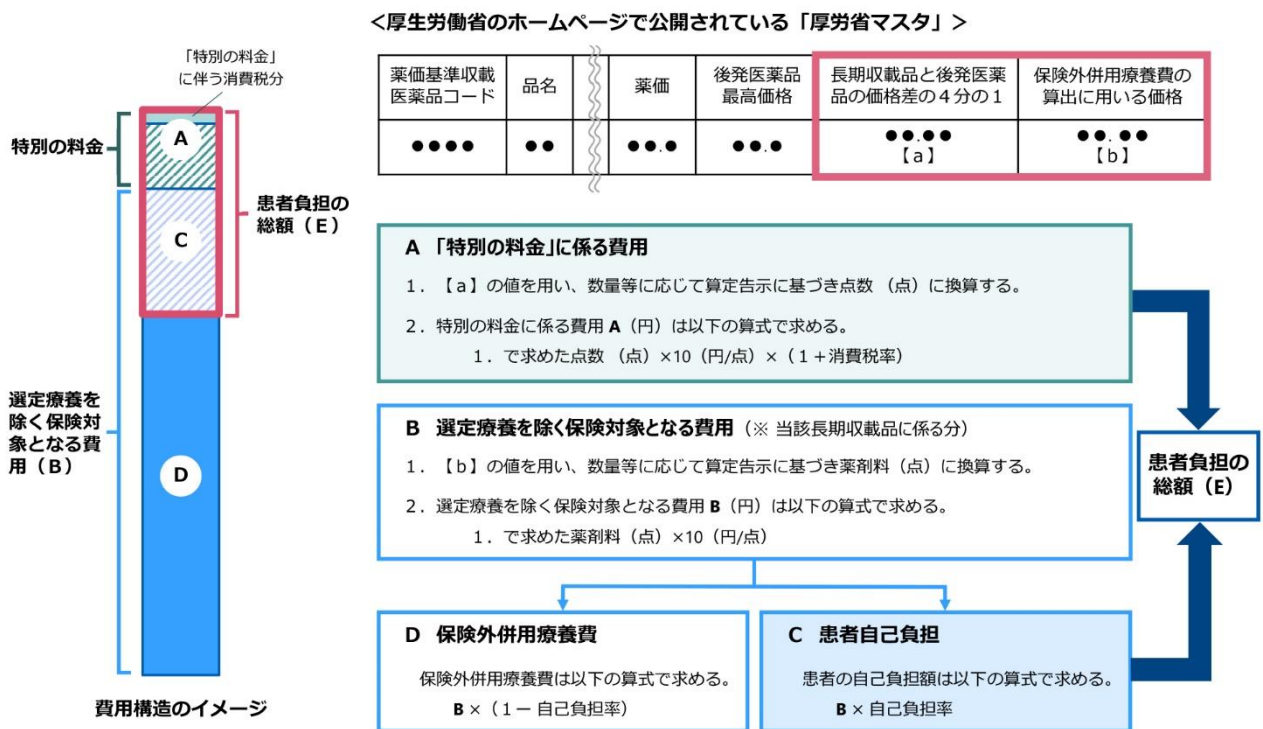 ＜厚生労働省のホームページで公開されている「厚労省マスタ」＞
「特別の料金」
に伴う消費税分
特別の料金
A
C
D
患者負担の
総額（E）
選定療養を
除く保険対
象となる費
用（B）
費用構造のイメージ
薬価基準収載
医薬品コード
品名
薬価
後発医薬品
最高価格
長期収載品と後発医薬
品の価格差の４分の１
保険外併用療養費の
算出に用いる価格
●●●●
●●
●●.●
●●.●
●●.●●
【a】
●●.●●
【b】
A 「特別の料金」に係る費用
1．【a】の値を用い、数量等に応じて算定告示に基づき点数（点）に換算する。
2．特別の料金に係る費用 A（円）は以下の算式で求める。
1．で求めた点数（点）×10（円/点）×（１＋消費税率）
B 選定療養を除く保険対象となる費用（※ 当該長期収載品に係る分）
1．【b】の値を用い、数量等に応じて算定告示に基づき薬剤料（点）に換算する。
2．選定療養を除く保険対象となる費用 B（円）は以下の算式で求める。
1．で求めた薬剤料（点）×10（円/点）
患者負担の
総額（E）
D 保険外併用療養費
保険外併用療養費は以下の算式で求める。
B ×（１ー 自己負担率）
C 患者自己負担
患者の自己負担額は以下の算式で求める。
B × 自己負担率